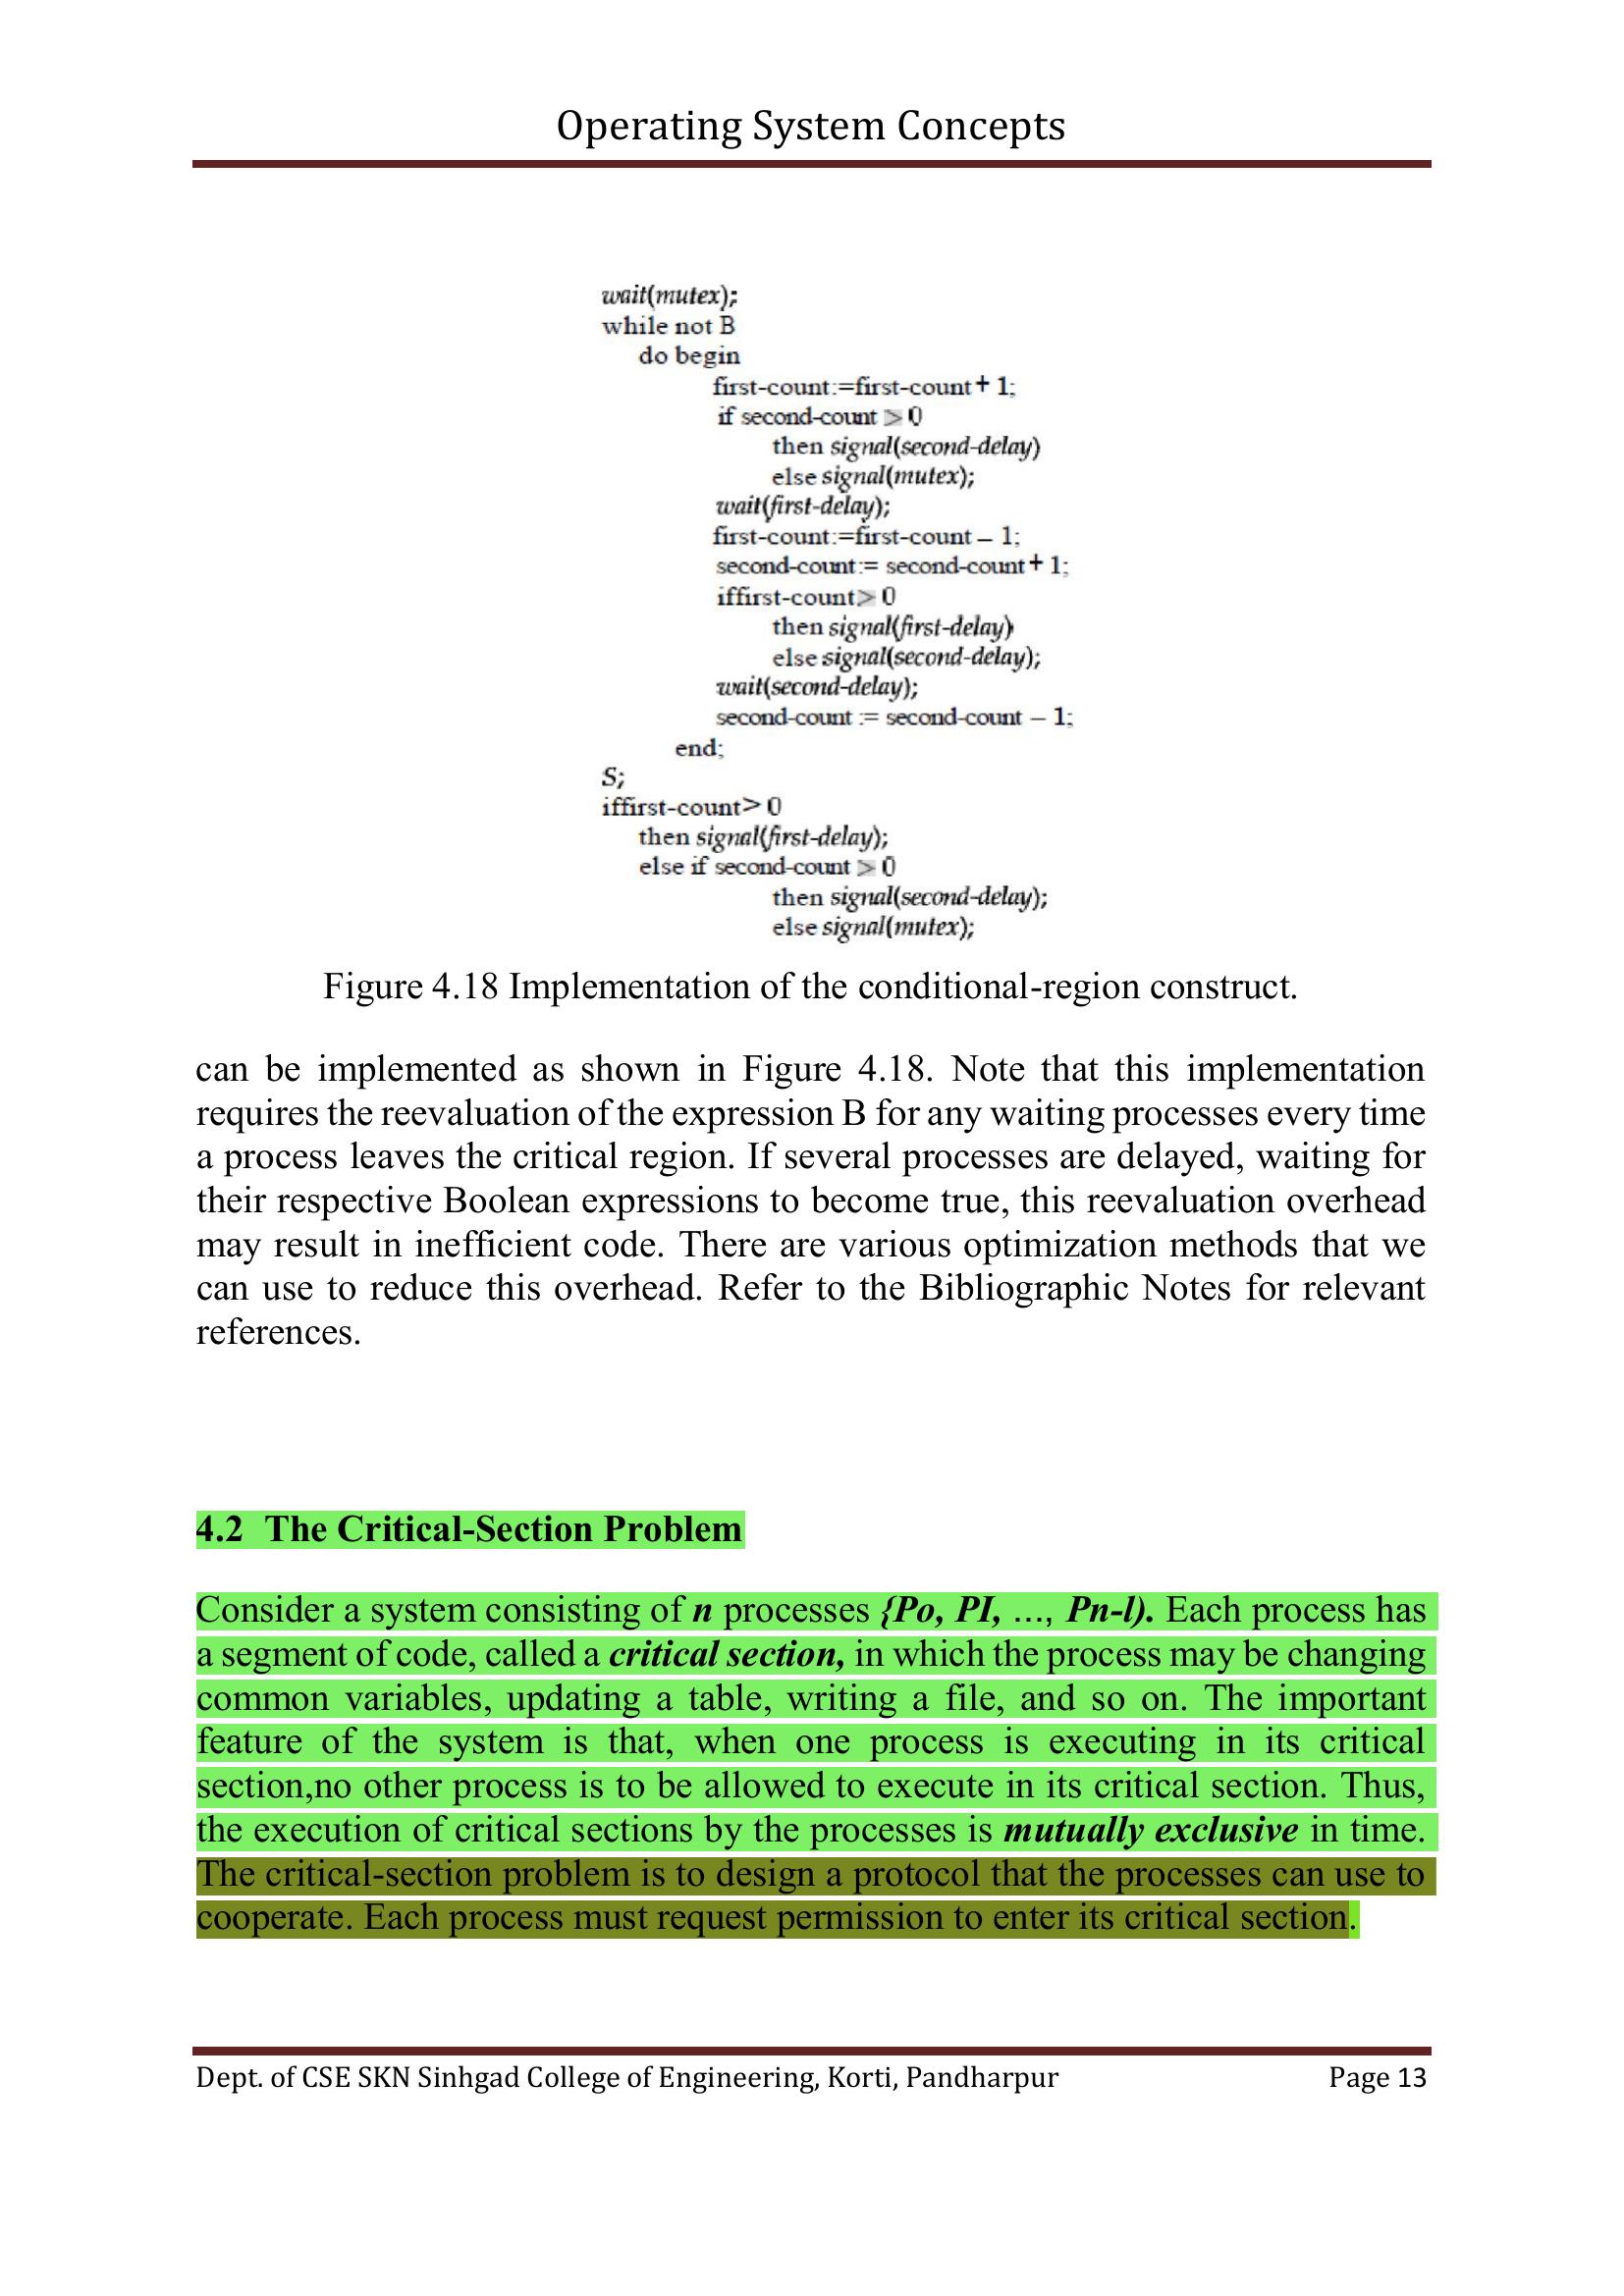 Operating System Concepts
wait(mutex);
while not B
do begin
first-count:=first-count + 1;
if second-count > 0
then signal(second-delay)
else signal(mutex);
wait(first-delay);
first-count:=first-count – 1;
second-count:= second-count + 1;
iffirst-count> 0
then signal(first-delay)
else signal(second-delay);
wait(second-delay);
second-count := second-count – 1;
end;
S;
iffirst-count> 0
then signal(first-delay);
else if second-count > 0
then signal(second-delay);
else signal(mutex);
Figure 4.18 Implementation of the conditional-region construct.
can be implemented as shown in Figure 4.18. Note that this implementation
requires the reevaluation of the expression B for any waiting processes every time
a process leaves the critical region. If several processes are delayed, waiting for
their respective Boolean expressions to become true, this reevaluation overhead
may result in inefficient code. There are various optimization methods that we
can use to reduce this overhead. Refer to the Bibliographic Notes for relevant
references.
4.2 The Critical-Section Problem
Consider a system consisting of n processes {Po, PI, ..., Pn-l). Each process has
a segment of code, called a critical section, in which the process may be changing
common variables, updating a table, writing a file, and so on. The important
feature of the system is that, when one process is executing in its critical
section,no other process is to be allowed to execute in its critical section. Thus,
the execution of critical sections by the processes is mutually exclusive in time.
The critical-section problem is to design a protocol that the processes can use to
cooperate. Each process must request permission to enter its critical section.
Dept. of CSE SKN Sinhgad College of Engineering, Korti, Pandharpur Page 13